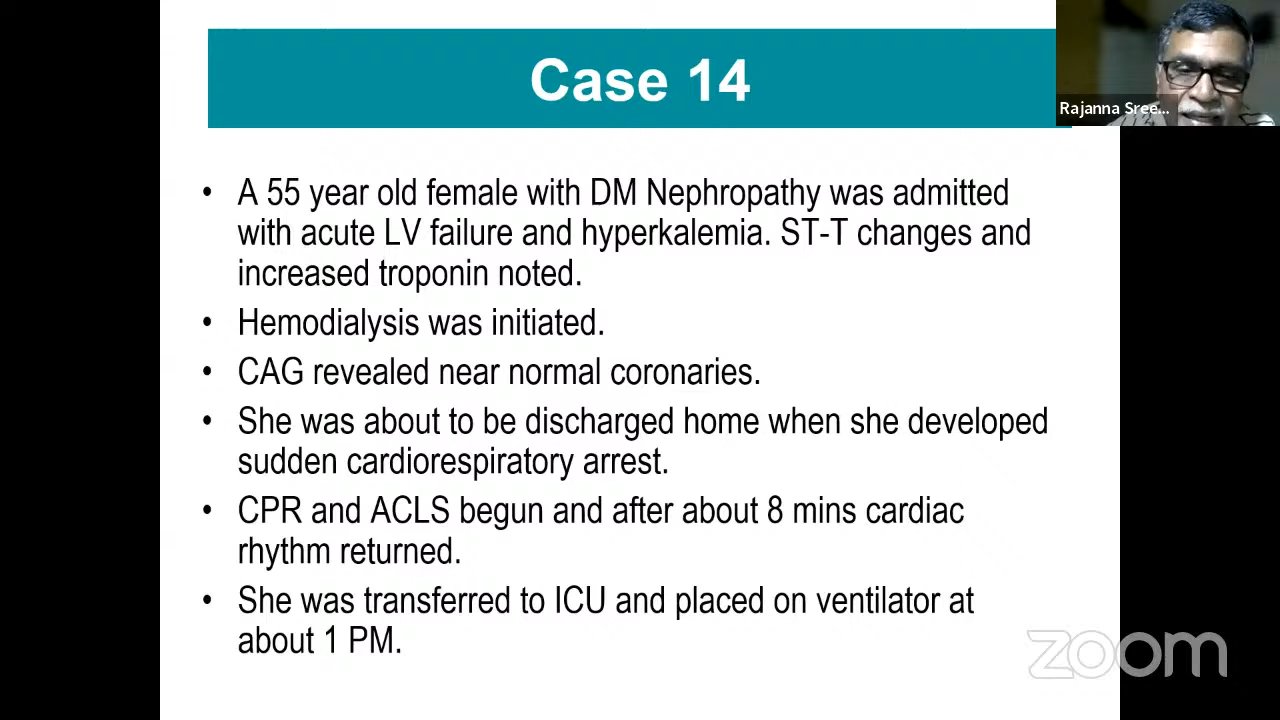 Case 14
Rajanna Sree...
• A 55 year old female with DM Nephropathy was admitted
with acute LV failure and hyperkalemia. ST-T changes and
increased troponin noted.
• Hemodialysis was initiated.
• CAG revealed near normal coronaries.
• She was about to be discharged home when she developed
sudden cardiorespiratory arrest.
• CPR and ACLS begun and after about 8 mins cardiac
rhythm returned.
• She was transferred to ICU and placed on ventilator at
about 1 PM.
zoom